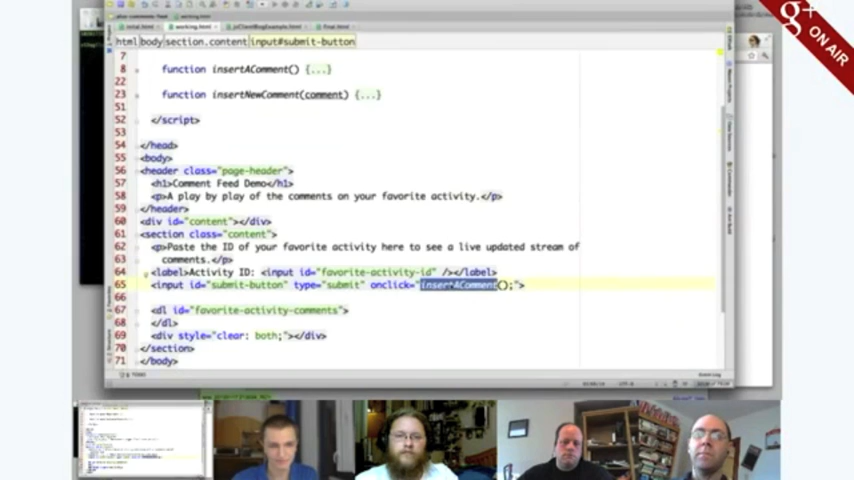 g+
ON AIR
working.html
final.html
html body section.content input#submit-button
7
8 function insertAComment() {...}
23 function insertNewComment(comment) {...}
51
52 </script>
53
54 </head>
55 <body>
56 <header class="page-header">
57 <h1>Comment Feed Demo</h1>
58 <p>A play by play of the comments on your favorite activity.</p>
59 </header>
60 <div id="content"></div>
61 <section class="content">
62 <p>Paste the ID of your favorite activity here to see a live updated stream of
63 comments.</p>
64 <label>Activity ID: <input id="favorite-activity-id" /></label>
65 <input id="submit-button" type="submit" onclick="insertAComment();">
66
67 <dl id="favorite-activity-comments">
68 </dl>
69 <div style="clear: both;"></div>
70 </section>
71 </body>